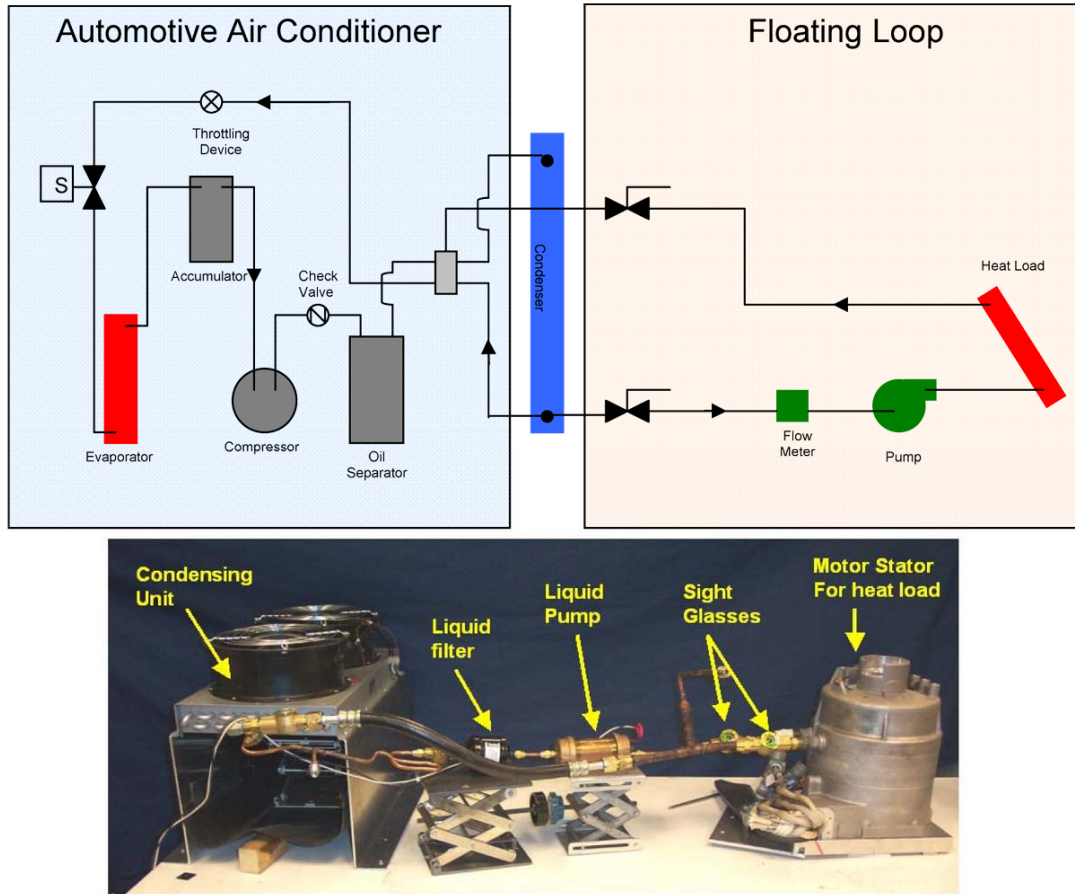 Automotive Air Conditioner
Floating Loop
Throttling
Device
S
Accumulator
Check
Valve
Condenser
Heat Load
Evaporator
Compressor
Oil
Separator
Flow
Meter
Pump
Condensing
Unit
Liquid
filter
Liquid
Pump
Sight
Glasses
Motor Stator
For heat load